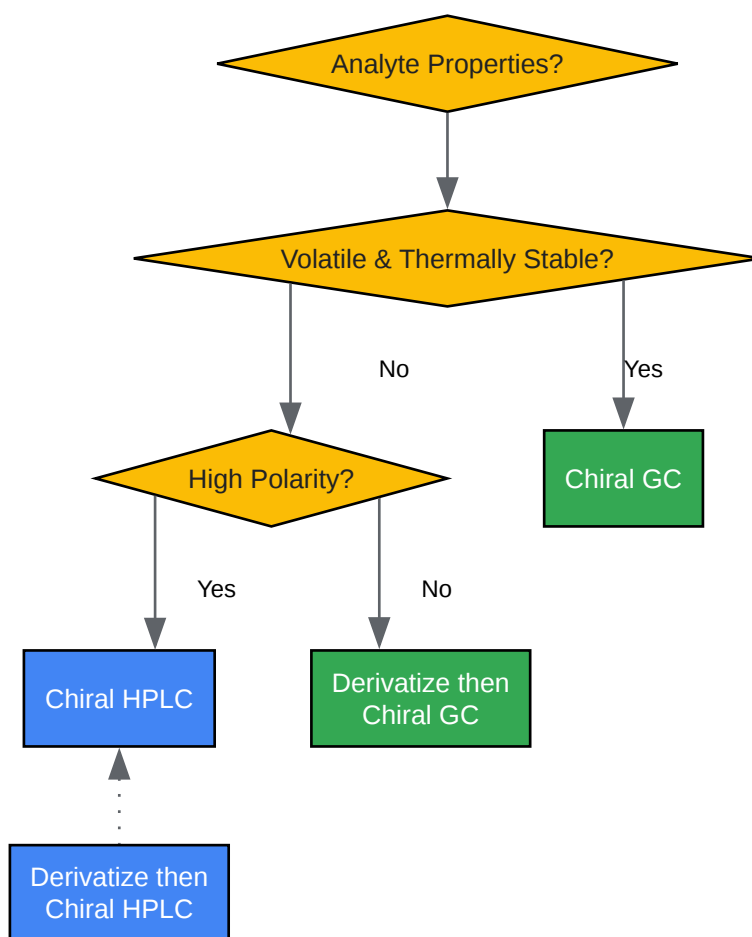 Analyte Properties?
Volatile & Thermally Stable?
No
Yes
High Polarity?
Chiral GC
Yes
No
Chiral HPLC
Derivatize then
Chiral GC
Derivatize then
Chiral HPLC